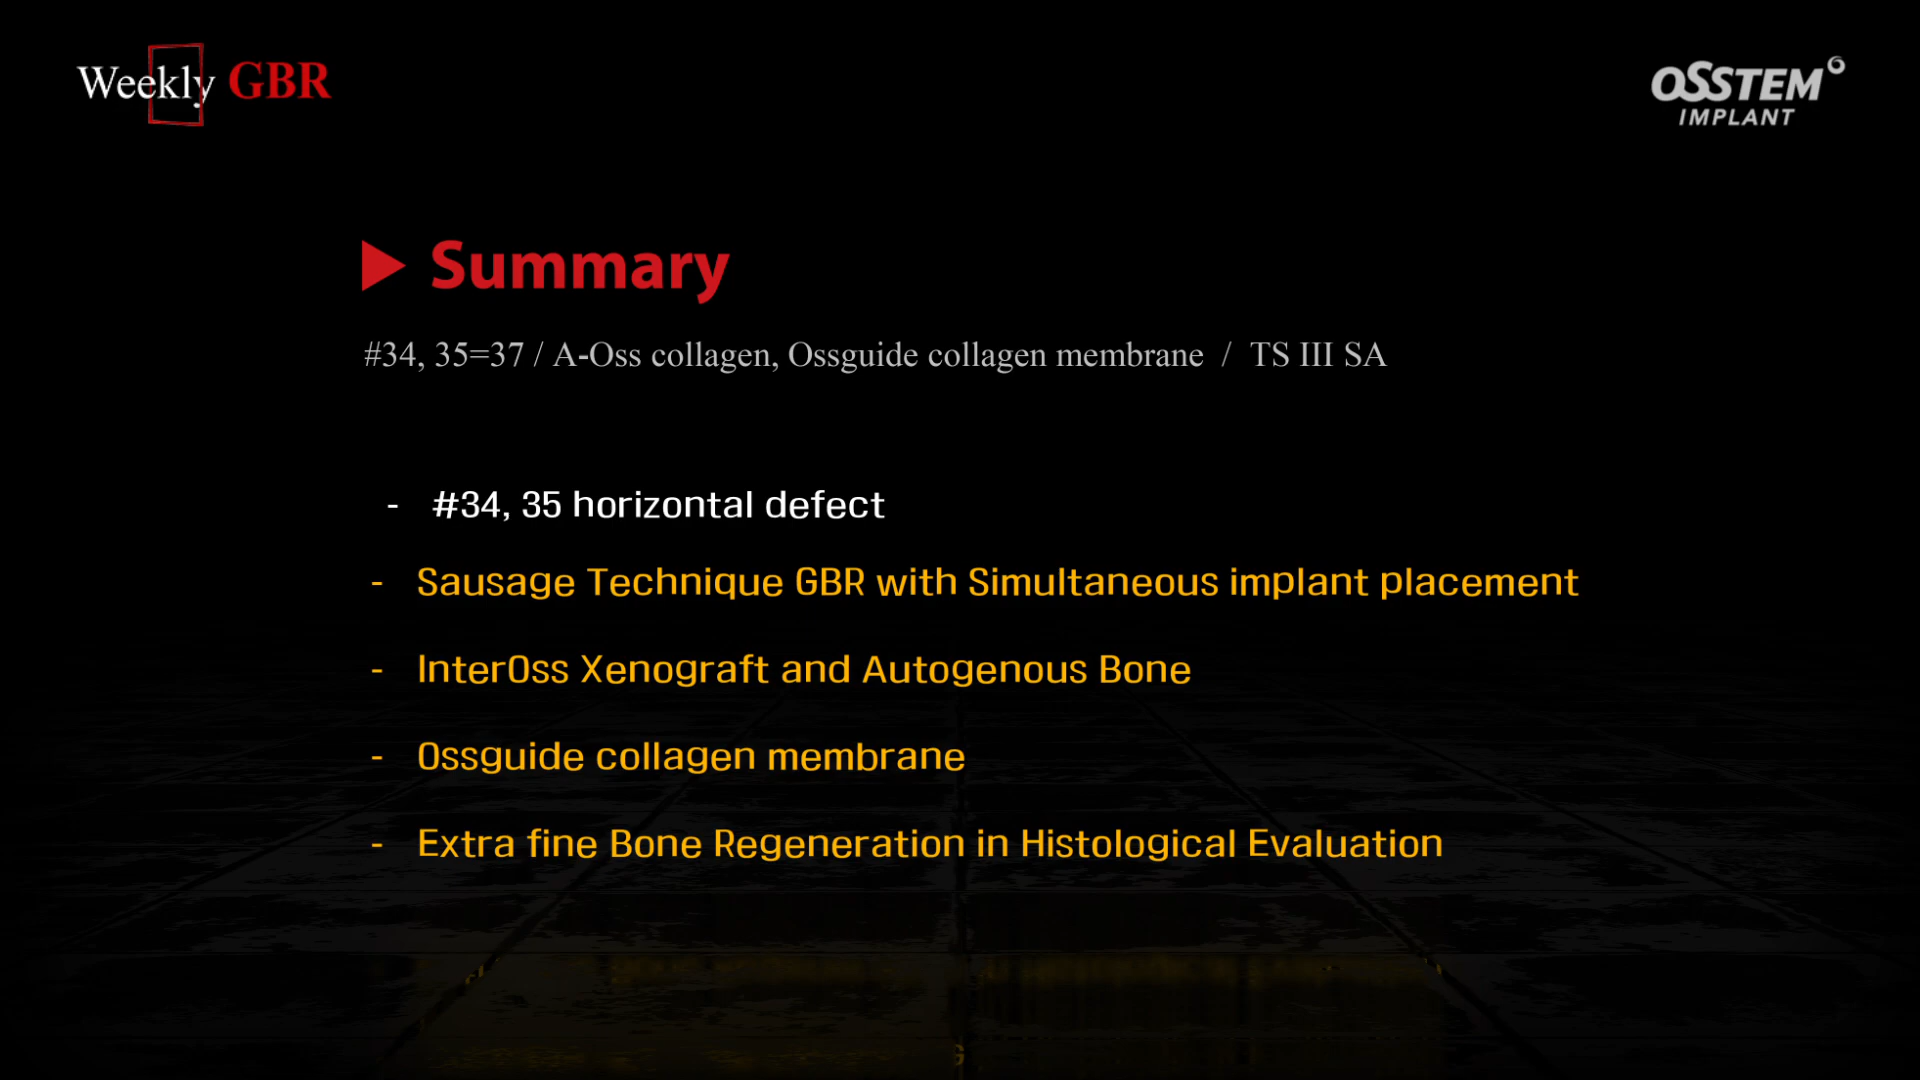 Weekly GBR
OSSTEM
IMPLANT
Summary
#34, 35=37 / A-Oss collagen, Ossguide collagen membrane / TS III SA
- #34, 35 horizontal defect
- Sausage Technique GBR with Simultaneous implant placement
- InterOss Xenograft and Autogenous Bone
- Ossguide collagen membrane
- Extra fine Bone Regeneration in Histological Evaluation